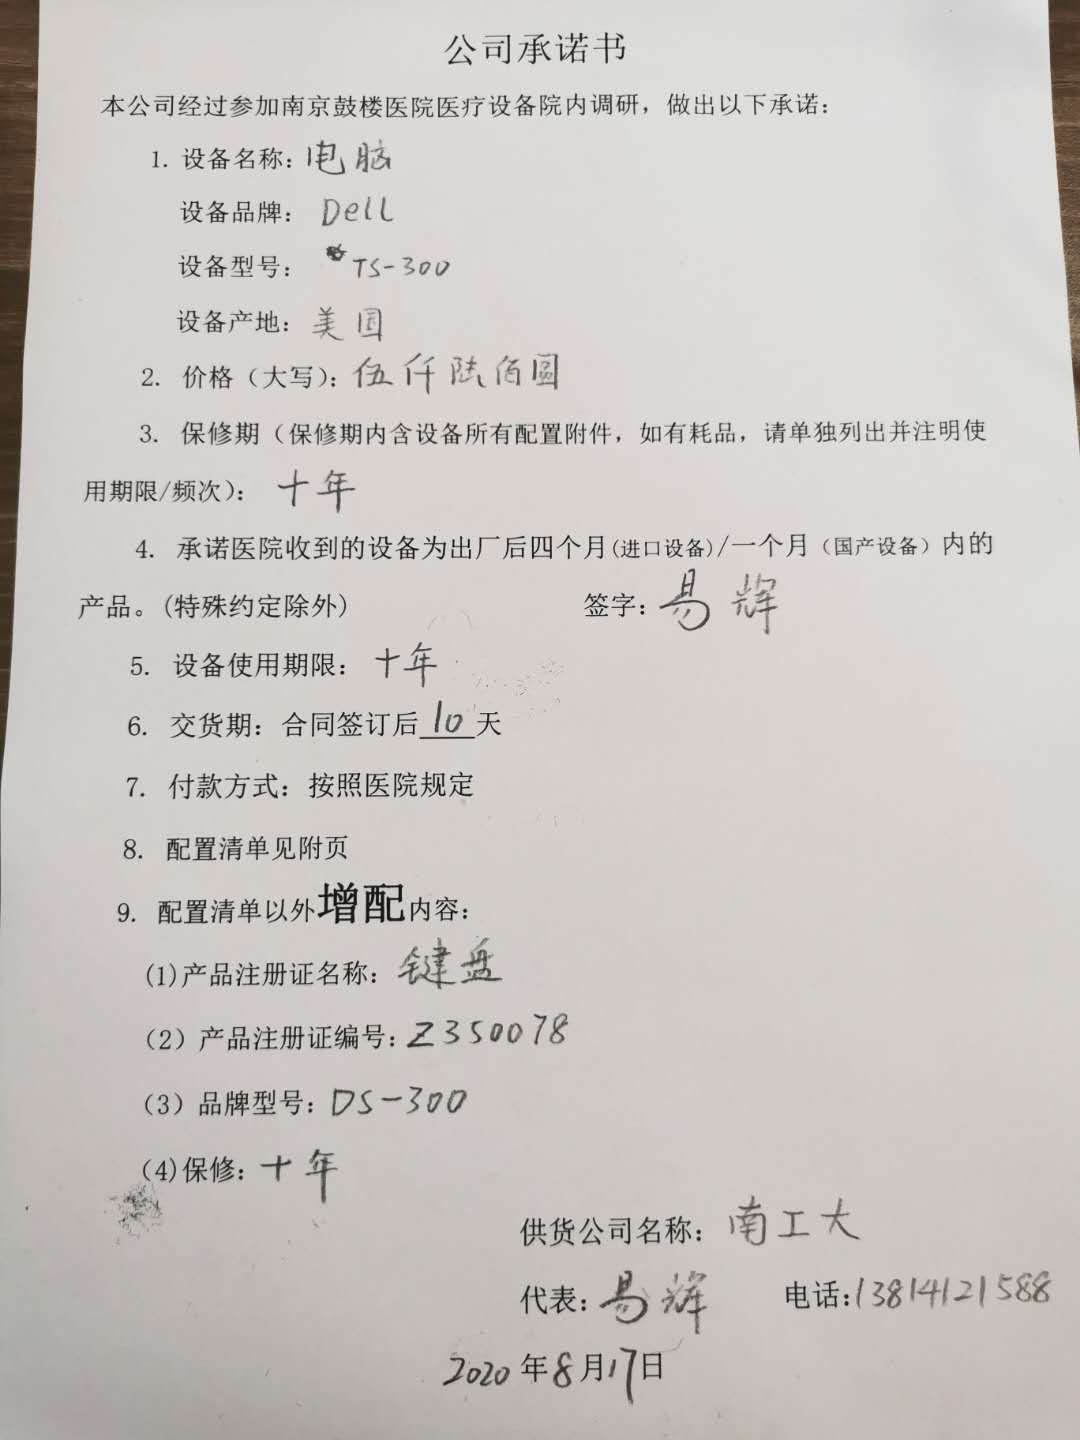 公司承诺书
本公司经过参加南京鼓楼医院医疗设备院内调研，做出以下承诺：
1. 设备名称：电脑
设备品牌：Dell
设备型号：TS-300
设备产地：美国
2. 价格（大写）：伍仟陆佰圆
3. 保修期（保修期内含设备所有配置附件，如有耗品，请单独列出并注明使
用期限/频次）：十年
4. 承诺医院收到的设备为出厂后四个月(进口设备)/一个月（国产设备）内的
产品。(特殊约定除外) 签字：易辉
5. 设备使用期限：十年
6. 交货期：合同签订后10天
7. 付款方式：按照医院规定
8. 配置清单见附页
9. 配置清单以外增配内容：
(1)产品注册证名称：键盘
（2）产品注册证编号：Z350078
（3）品牌型号：DS-300
（4)保修：十年
供货公司名称：南工大
代表：易辉 电话：13814121588
2020年8月17日